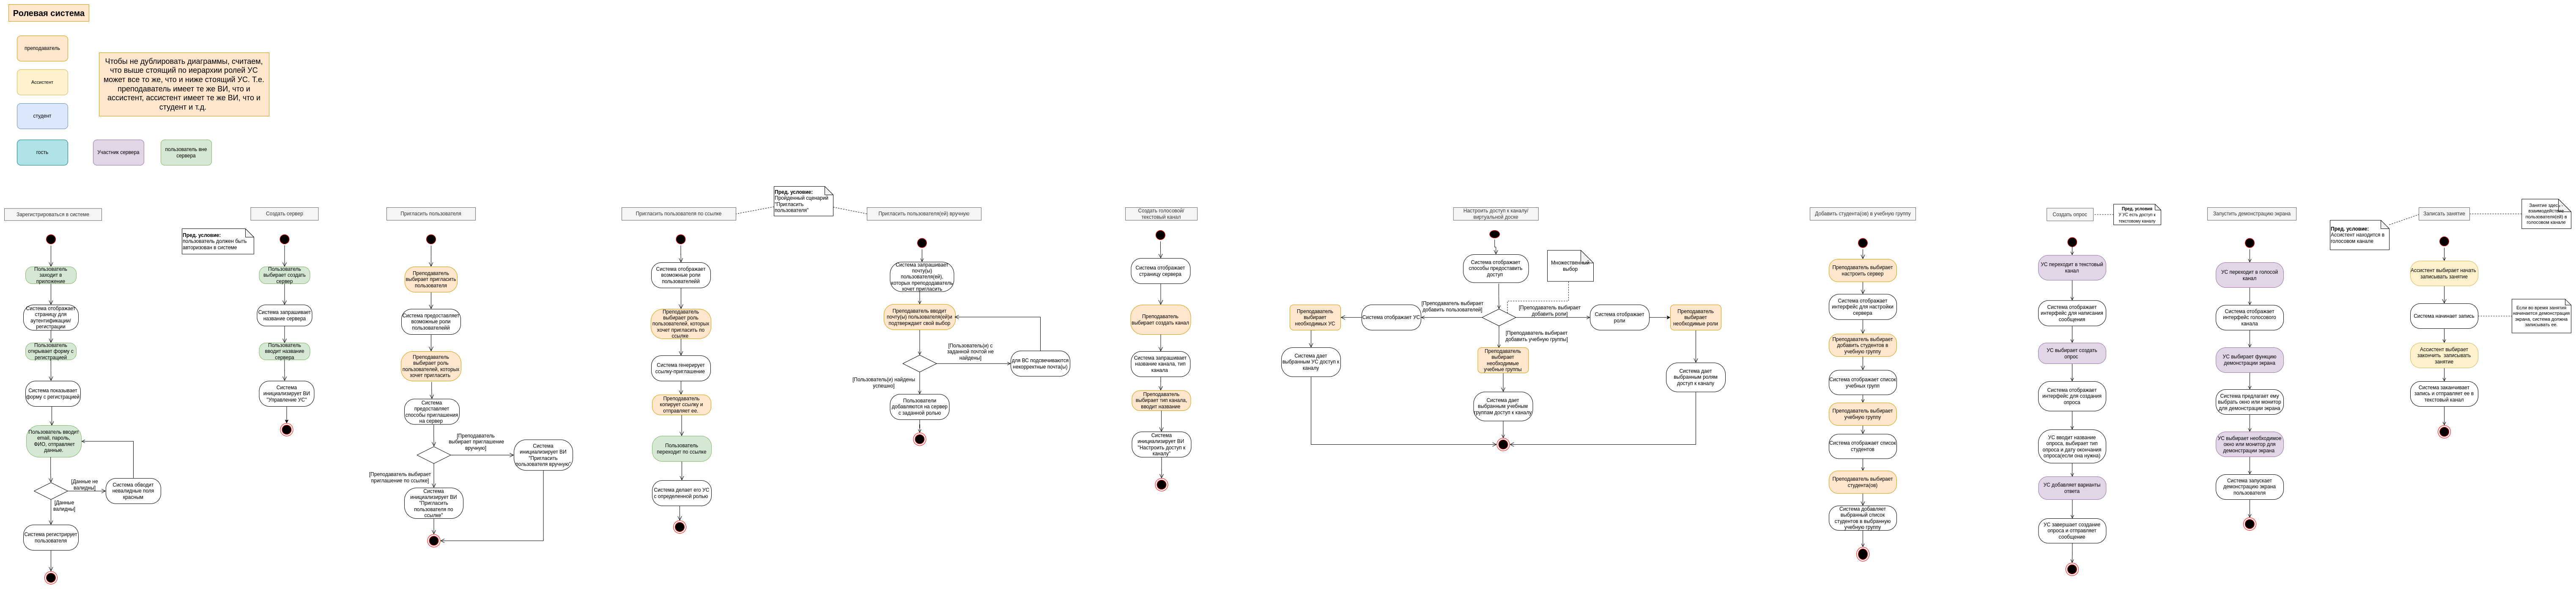 Ролевая система
преподаватель
Ассистент
студент
гость
Участник сервера
пользователь вне
сервера
Чтобы не дублировать диаграммы, считаем,
что выше стоящий по иерархии ролей УС
может все то же, что и ниже стоящий УС. Т.е.
преподаватель имеет те же ВИ, что и
ассистент, ассистент имеет те же ВИ, что и
студент и т.д.
Зарегистрироваться в системе
Пользователь
заходит в
приложение
Система отображает
страницу для
аутентификации/
регистрации
Пользователь
открывает форму с
регистрацией
Система показывает
форму с регистрацией
Пользователь вводит
email, пароль,
ФИО, отправляет
данные.
[Данные не
валидны]
Система обводит
невалидные поля
красным
[Данные
валидны]
Система регистрирует
пользователя
Создать сервер
Пред. условие:
пользователь должен быть
авторизован в системе
Пользователь
выбирает создать
сервер
Система запрашивает
название сервера
Пользователь
вводит название
сервера
Система
инициализирует ВИ
"Управление УС"
Пригласить пользователя
Преподаватель
выбирает пригласить
пользователя
Система предоставляет
возможные роли
пользователейй
Преподаватель
выбирает роль
пользователей, которых
хочет пригласить
Система
предоставляет
способы приглашения
на сервер
[Преподаватель
выбирает приглашение
вручную]
Система
инициализирует ВИ
"Пригласить
пользователя вручную"
[Преподаватель выбирает
приглашение по ссылке]
Система
инициализирует ВИ
"Пригласить
пользователя по
ссылке"
Пригласить пользователя по ссылке
Пред. условие:
Пройденный сценарий
"Пригласить
пользователя"
Система отображает
возможные роли
пользователейй
Преподаватель
выбирает роль
пользователей, которых
хочет пригласить по
ссылке
Система генерирует
ссылку-приглашение
Преподаватель
копирует ссылку и
отправляет ее.
Пользователь
переходит по ссылке
Система делает его УС
с определенной ролью
Пригласить пользователя(ей) вручную
Система запрашивает
почту(ы)
пользователя(ей),
которых преподдователь
хочет пригласить
Преподаватель вводит
почту(ы) пользователя(ей)и
подтверждает свой выбор
[Пользователь(и) с
заданной почтой не
найдены]
для ВС подсвечиваются
некорректные почта(ы)
[Пользователь(и) найдены
успешно]
Пользователи
добавляются на сервер
с заданной ролью
Создать голосовой/
текстовый канал
Система отображает
страницу сервера
Преподаватель
выбирает создать канал
Система запрашивает
название канала, тип
канала
Преподаватель
выбирает тип канала,
вводит название
Система
инициализирует ВИ
"Настроить доступ к
каналу"
Настроить доступ к каналу/
виртуальной доске
Система отображает
способы предоставить
доступ
Множественный
выбор
[Преподаватель выбирает
добавить пользователей]
[Преподаватель выбирает
добавить роли]
[Преподаватель выбирает
добавить учебные группы]
Система отображает УС
Преподаватель
выбирает
необходимых УС
Система дает
выбранным УС доступ к
каналу
Преподаватель
выбирает
необходимые
учебные группы
Система дает
выбранным учебным
группам доступ к каналу
Система отображает
роли
Преподаватель
выбирает
необходимые роли
Система дает
выбранным ролям
доступ к каналу
Добавить студента(ов) в учебную группу
Преподаватель выбирает
настроить сервер
Система отображает
интерфейс для настройки
сервера
Преподаватель выбирает
добавить студентов в
учебную группу
Система отображает список
учебных групп
Преподаватель выбирает
учебную группу
Система отображает список
студентов
Преподаватель выбирает
студента(ов)
Система добавляет
выбранный список
студентов в выбранную
учебную группу
Создать опрос
Пред. условия
У УС есть доступ к
текстовому каналу
УС переходит в текстовый
канал
Система отображает
интерфейс для написания
сообщения
УС выбирает создать
опрос
Система отображает
интерфейс для создания
опроса
УС вводит название
опроса, выбирает тип
опроса и дату окончания
опроса(если она нужна)
УС добавляет варианты
ответа
УС завершает создание
опроса и отправляет
сообщение
Запустить демонстрацию экрана
УС переходит в голосой
канал
Система отображает
интерфейс голосового
канала
УС выбирает функцию
демонстрации экрана
Система предлагает ему
выбрать окно или монитор
для демонстрации экрана
УС выбирает необходимое
окно или монитор для
демонстрации экрана
Система запускает
демонстрацию экрана
пользователя
Записать занятие
Пред. условие:
Ассистент находится в
голосовом канале
Занятие здесь -
взаимодействие
пользователя(ей) в
голосовом канале
Ассистент выбирает начать
записывать занятие
Система начинает запись
Если во время занятия
начинается демонстрация
экрана, система должна
записывать ее.
Ассистент выбирает
закончить записывать
занятие
Система заканчивает
запись и отправляет ее в
текстовый канал